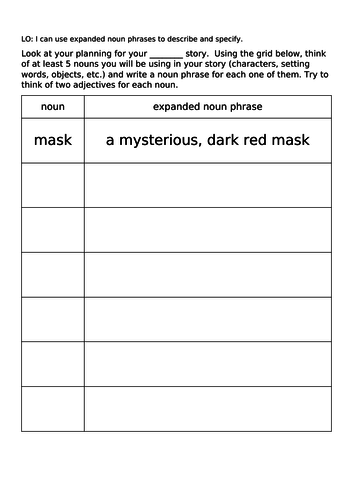 LO: I can use expanded noun phrases to describe and specify.
Look at your planning for your _______ story.  Using the grid below, think
of at least 5 nouns you will be using in your story (characters, setting
words, objects, etc.) and write a noun phrase for each one of them. Try to
think of two adjectives for each noun.
noun expanded noun phrase
mask a mysterious, dark red mask